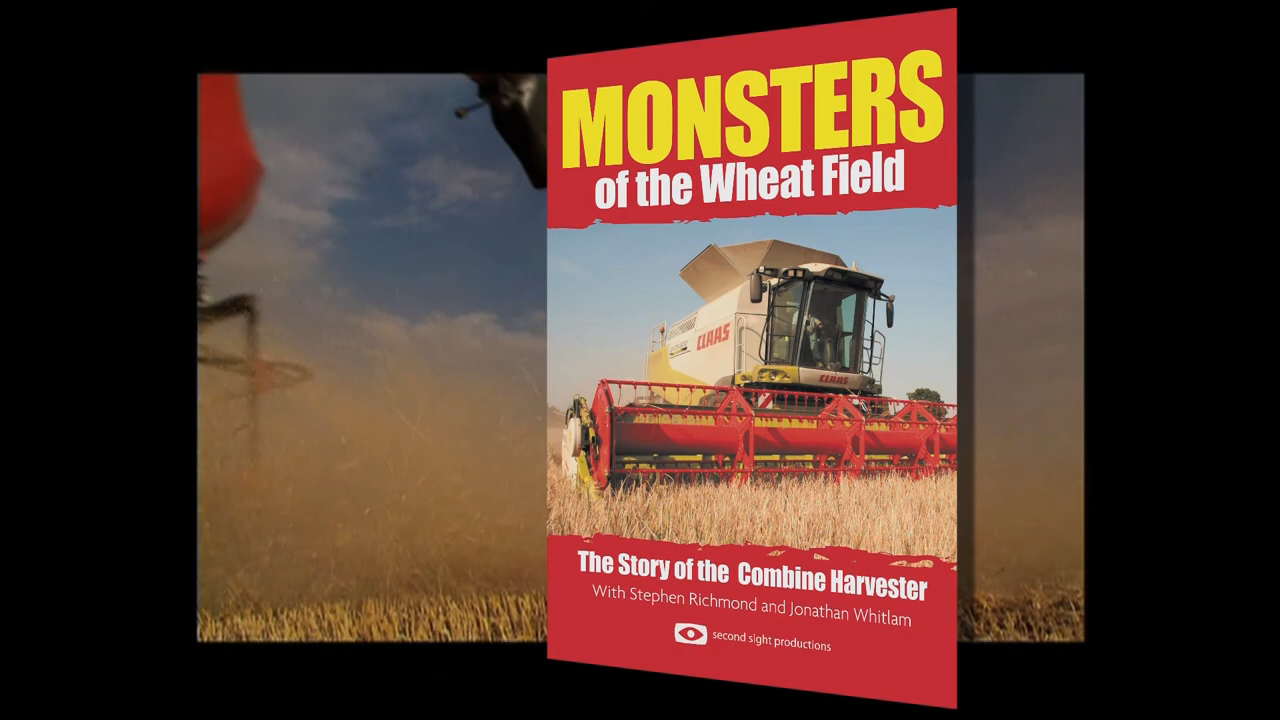 MONSTERS
of the Wheat Field
CLAAS
CLAAS
The Story of the Combine Harvester
With Stephen Richmond and Jonathan Whitlam
second sight productions